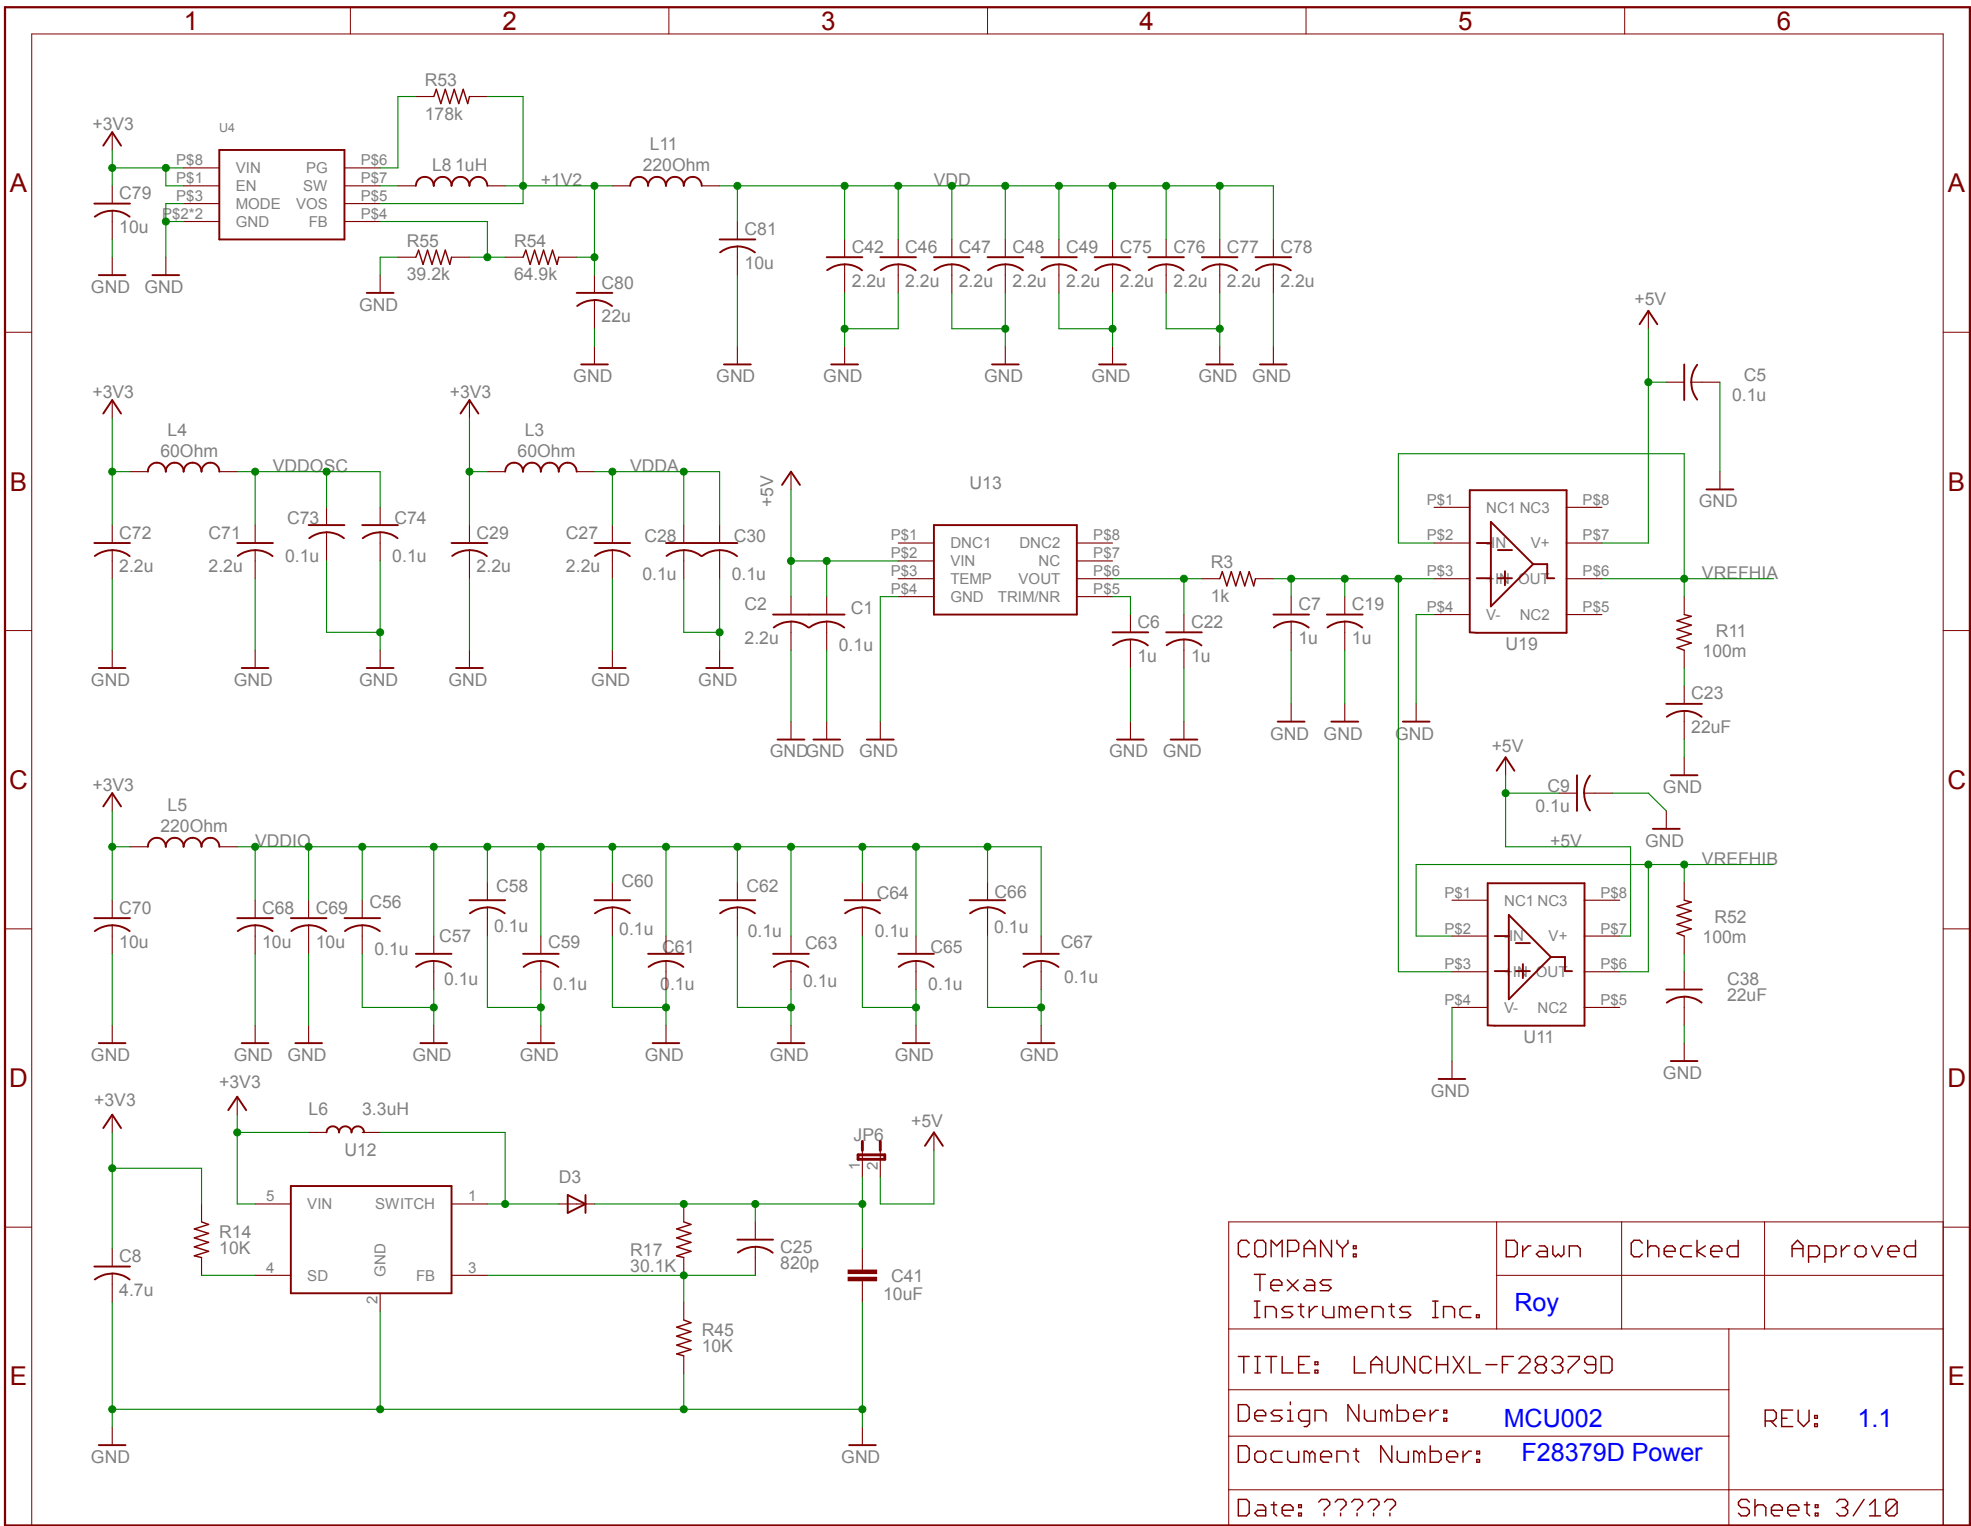 1 2 3 4 5 6
A A
B B
C C
D D
E E
+3V3
U4
R53
178k
P$8 VIN PG P$6
P$1 EN SW P$7
P$3 MODE VOS P$5
P$2*2 GND FB P$4
C79
10u
GND GND
L8 1uH
+1V2
R55
39.2k
R54
64.9k
GND
C80
22u
GND
L11
220Ohm
C81
10u
GND
VDD
C42 C46 C47 C48 C49 C75 C76 C77 C78
2.2u 2.2u 2.2u 2.2u 2.2u 2.2u 2.2u 2.2u 2.2u
GND GND GND GND GND
+3V3
L4
60Ohm
VDDOSC
C72
2.2u
C71
2.2u
C73
0.1u
C74
0.1u
GND GND GND
+3V3
L3
60Ohm
VDDA
C29
2.2u
C27
2.2u
C28
0.1u
C30
0.1u
GND GND GND
+5V
C2
2.2u
C1
0.1u
U13
P$1 DNC1 DNC2 P$8
P$2 VIN NC P$7
P$3 TEMP VOUT P$6
P$4 GND TRIM/NR P$5
GND GND GND
C6
1u
C22
1u
GND GND
R3
1k
C7
1u
C19
1u
GND GND GND
+5V
C5
0.1u
GND
P$1 NC1 NC3 P$8
P$2 -IN V+ P$7
P$3 +IN OUT P$6
P$4 V- NC2 P$5
U19
VREFHIA
R11
100m
C23
22uF
GND
+5V
C9
0.1u
GND
+5V
VREFHIB
P$1 NC1 NC3 P$8
P$2 -IN V+ P$7
P$3 +IN OUT P$6
P$4 V- NC2 P$5
U11
GND
R52
100m
C38
22uF
GND
+3V3
L5
220Ohm
VDDIO
C70
10u
C68
10u
C69
10u
C56
0.1u
C57
0.1u
C58
0.1u
C59
0.1u
C60
0.1u
C61
0.1u
C62
0.1u
C63
0.1u
C64
0.1u
C65
0.1u
C66
0.1u
C67
0.1u
GND GND GND GND GND GND GND GND GND
+3V3
+3V3
L6 3.3uH
U12
5 VIN SWITCH 1
4 SD GND FB 3
2
R14
10K
C8
4.7u
D3
R17
30.1K
C25
820p
R45
10K
JP6
1 2
+5V
C41
10uF
GND GND
COMPANY: Drawn Checked Approved
Texas
Instruments Inc. Roy
TITLE: LAUNCHXL-F28379D
Design Number: MCU002 REV: 1.1
Document Number: F28379D Power
Date: ????? Sheet: 3/10